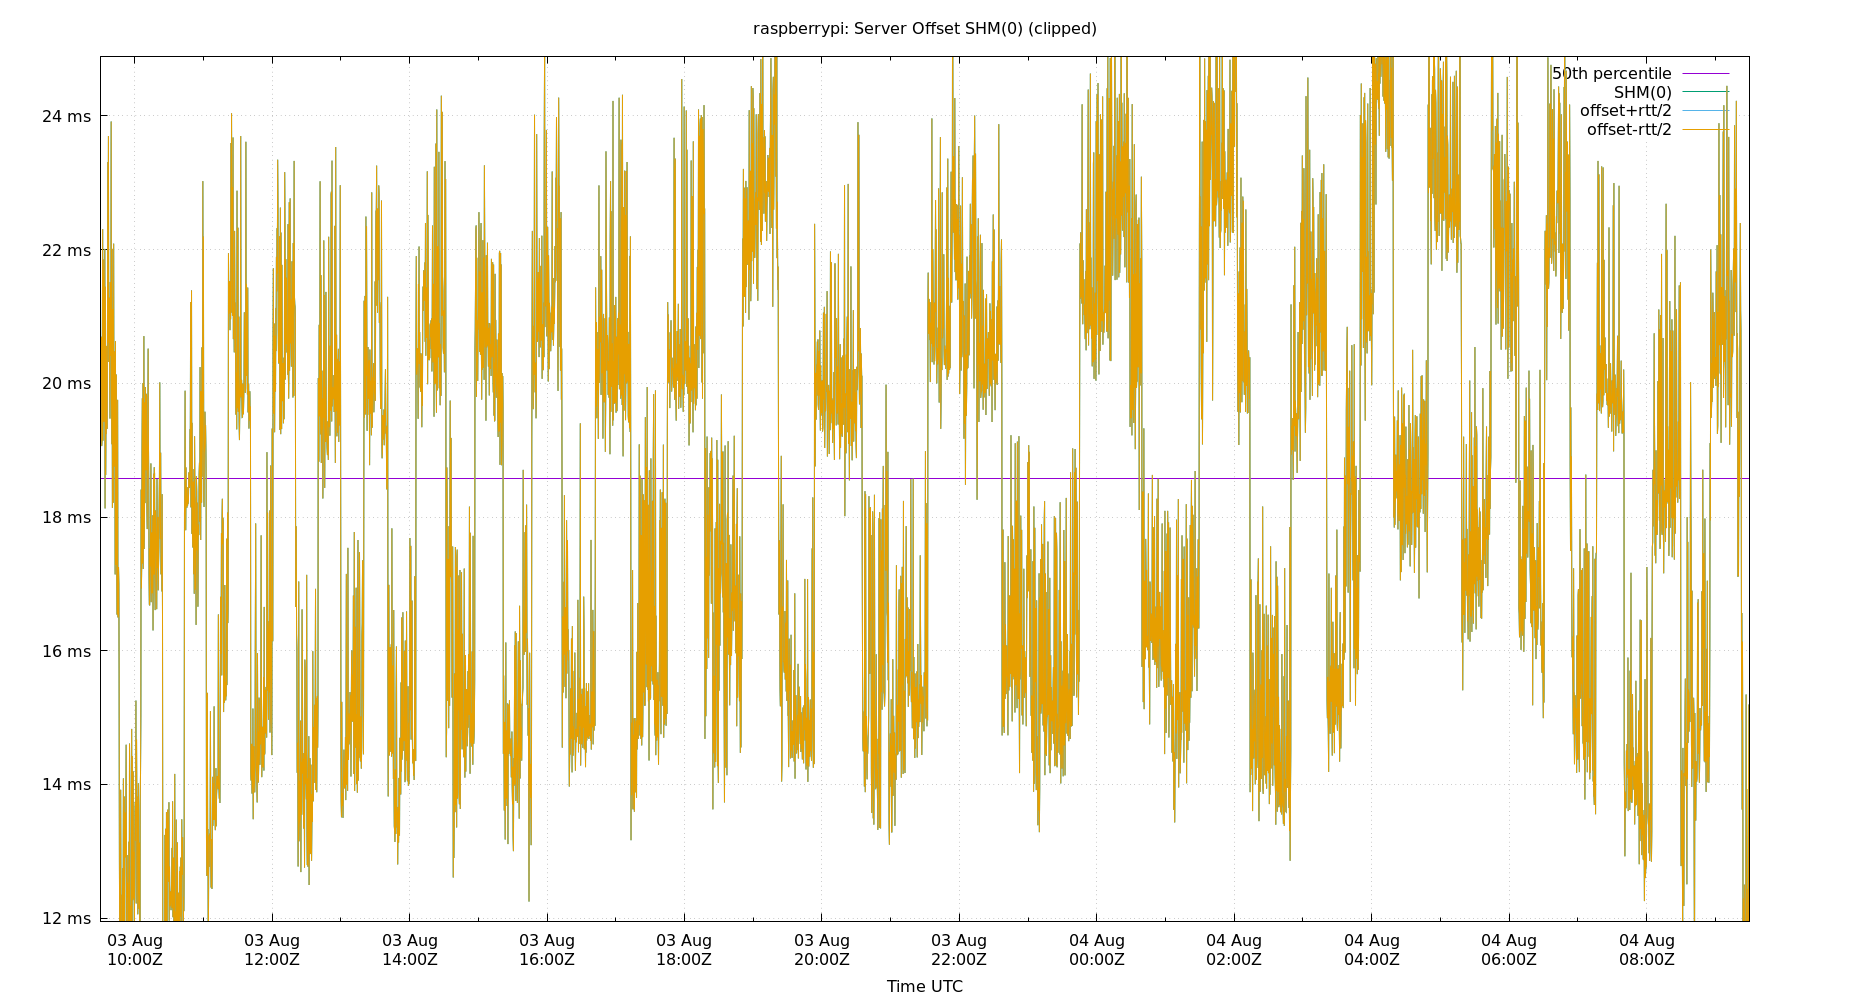 raspberrypi: Server Offset SHM(0) (clipped)
50th percentile
SHM(0)
offset+rtt/2
offset-rtt/2
24 ms
22 ms
20 ms
18 ms
16 ms
14 ms
12 ms
03 Aug 03 Aug 03 Aug 03 Aug 03 Aug 03 Aug 03 Aug 04 Aug 04 Aug 04 Aug 04 Aug 04 Aug
10:00Z 12:00Z 14:00Z 16:00Z 18:00Z 20:00Z 22:00Z 00:00Z 02:00Z 04:00Z 06:00Z 08:00Z
Time UTC